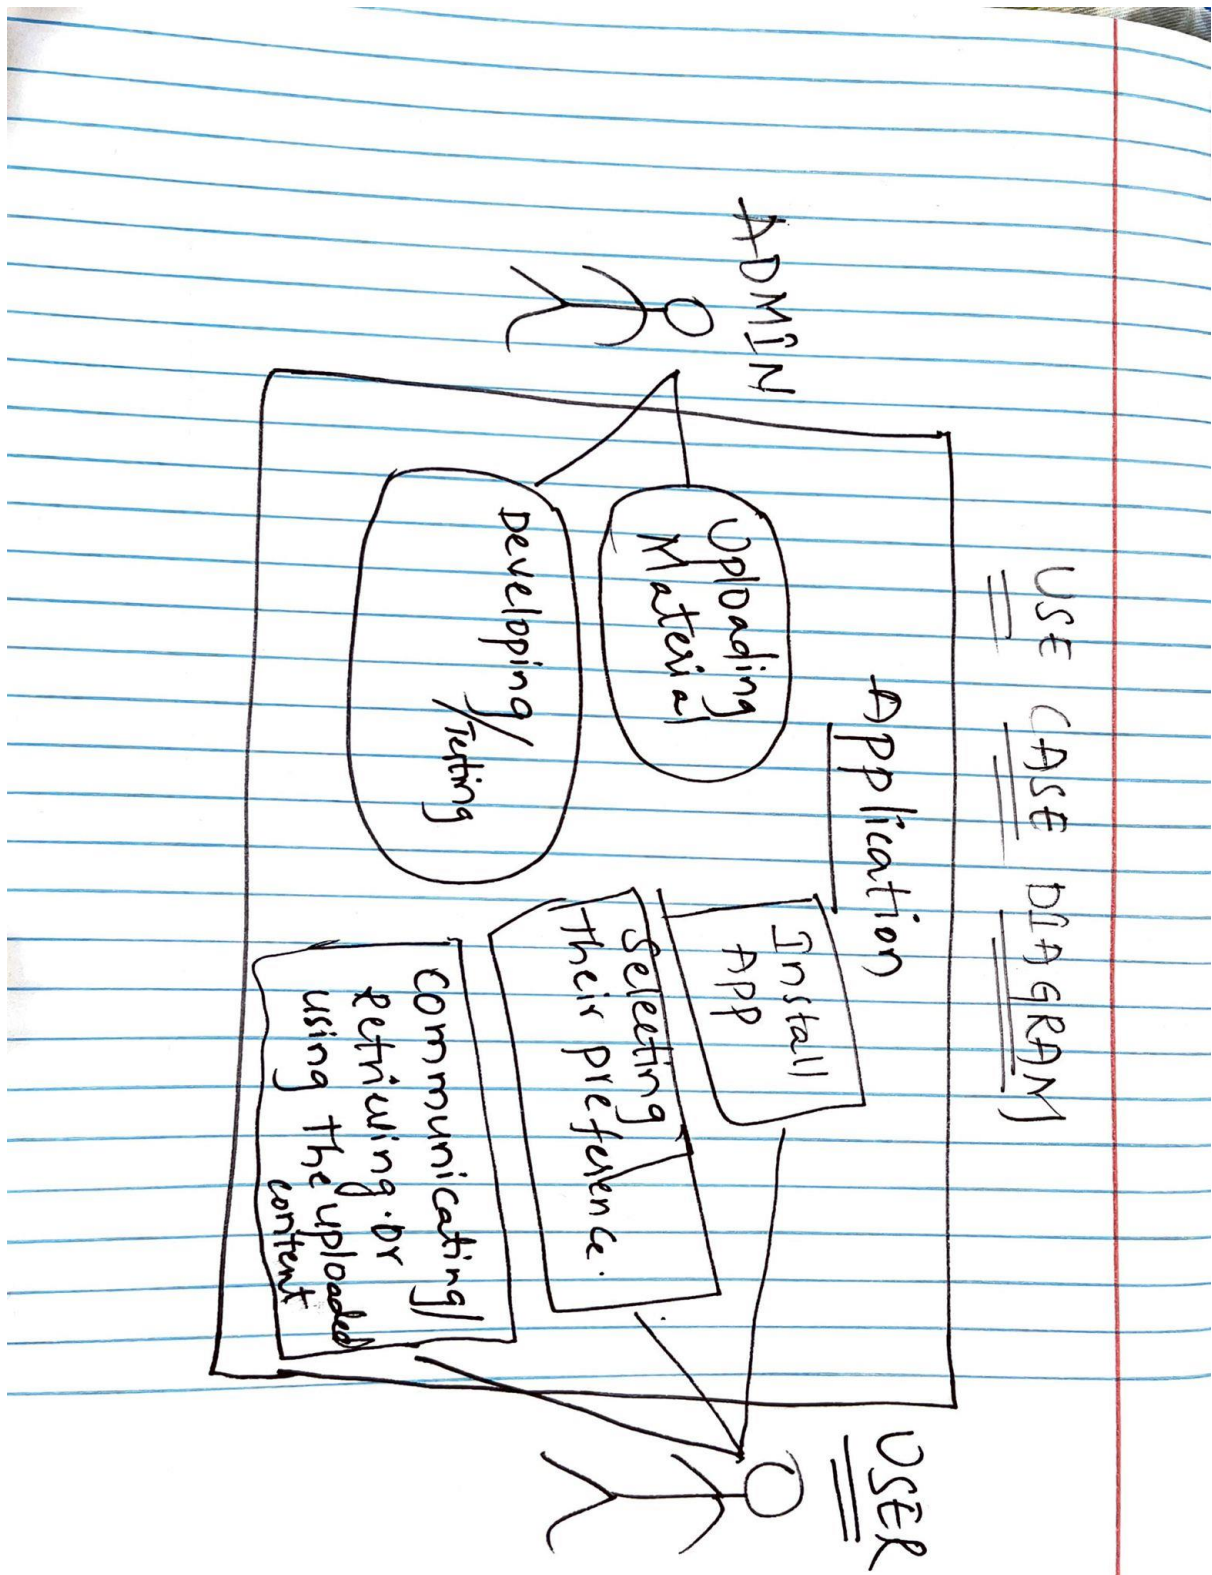 USE CASE DIAGRAM
Application
ADMIN
USER
Uploading
Material
Developing
/Testing
Install
APP
Selecting
Their preference.
Communicating/
retriving or
using the uploaded
content